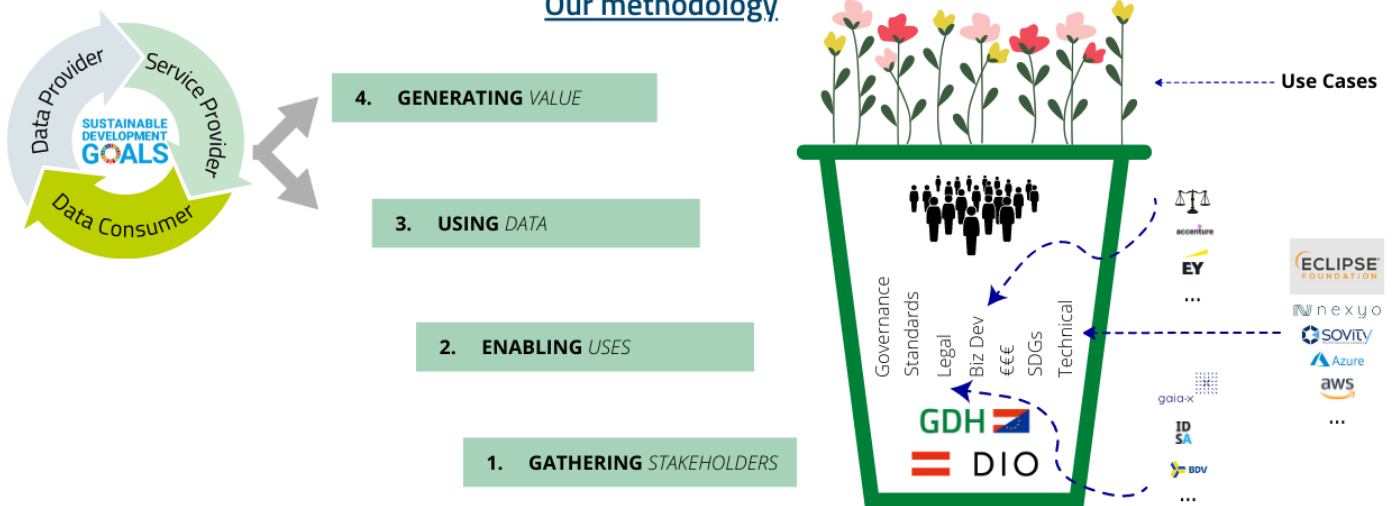 Our methodology
Data Provider
Service Provider
Data Consumer
SUSTAINABLE
DEVELOPMENT
GOALS
4. GENERATING VALUE
3. USING DATA
2. ENABLING USES
1. GATHERING STAKEHOLDERS
Use Cases
Governance
Standards
Legal
Biz Dev
€€€
SDGs
Technical
GDH
DIO
accenture
EY
...
ECLIPSE
FOUNDATION
nexyo
sovity
Azure
aws
...
gaia-x
ID
SA
BDV
...